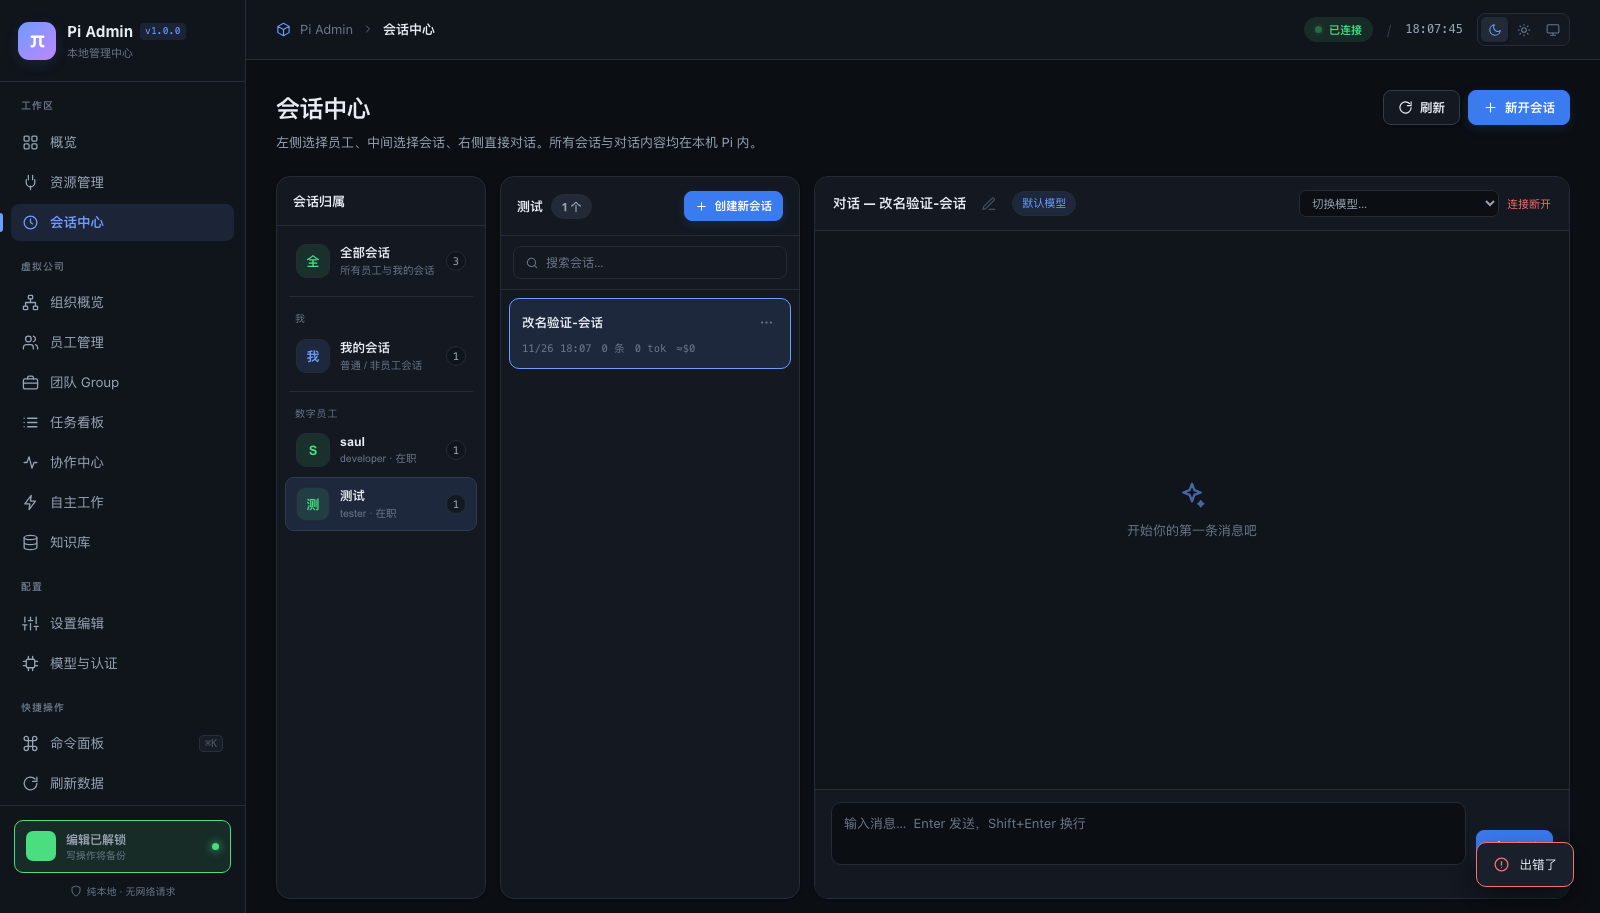 π
Pi Admin v1.0.0
本地管理中心
工作区
概览
资源管理
会话中心
虚拟公司
组织概览
员工管理
团队 Group
任务看板
协作中心
自主工作
知识库
配置
设置编辑
模型与认证
快捷操作
命令面板 ⌘K
刷新数据
编辑已解锁
写操作将备份
纯本地 · 无网络请求
Pi Admin › 会话中心
已连接 / 18:07:45
会话中心
左侧选择员工、中间选择会话、右侧直接对话。所有会话与对话内容均在本机 Pi 内。
刷新
新开会话
会话归属
全 全部会话 3
所有员工与我的会话
我
我 我的会话 1
普通 / 非员工会话
数字员工
S saul 1
developer · 在职
测 测试 1
tester · 在职
测试 1 个
创建新会话
搜索会话...
改名验证-会话 ···
11/26 18:07 0 条 0 tok ≈$0
对话 — 改名验证-会话 默认模型
切换模型... 连接断开
开始你的第一条消息吧
输入消息... Enter 发送，Shift+Enter 换行
出错了